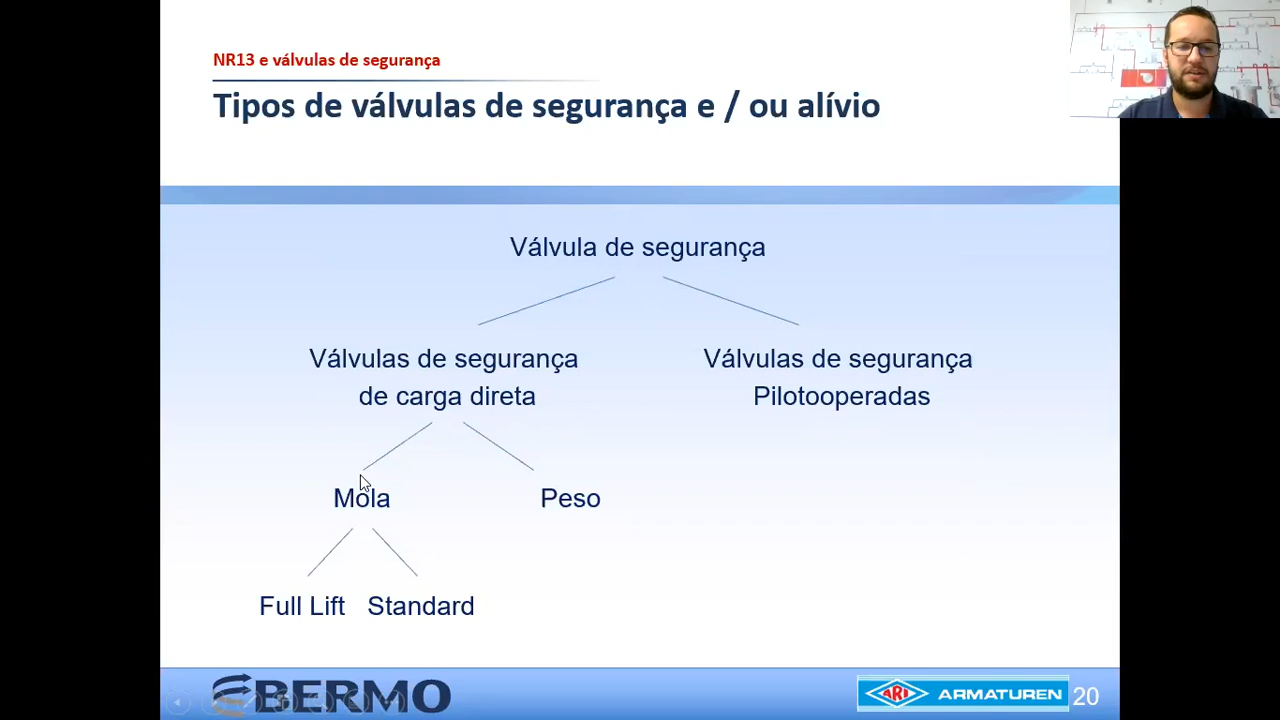 NR13 e válvulas de segurança
Tipos de válvulas de segurança e / ou alívio
Válvula de segurança
Válvulas de segurança
de carga direta
Válvulas de segurança
Pilotooperadas
Mola
Peso
Full Lift
Standard
BERMO
ARI ARMATUREN
20